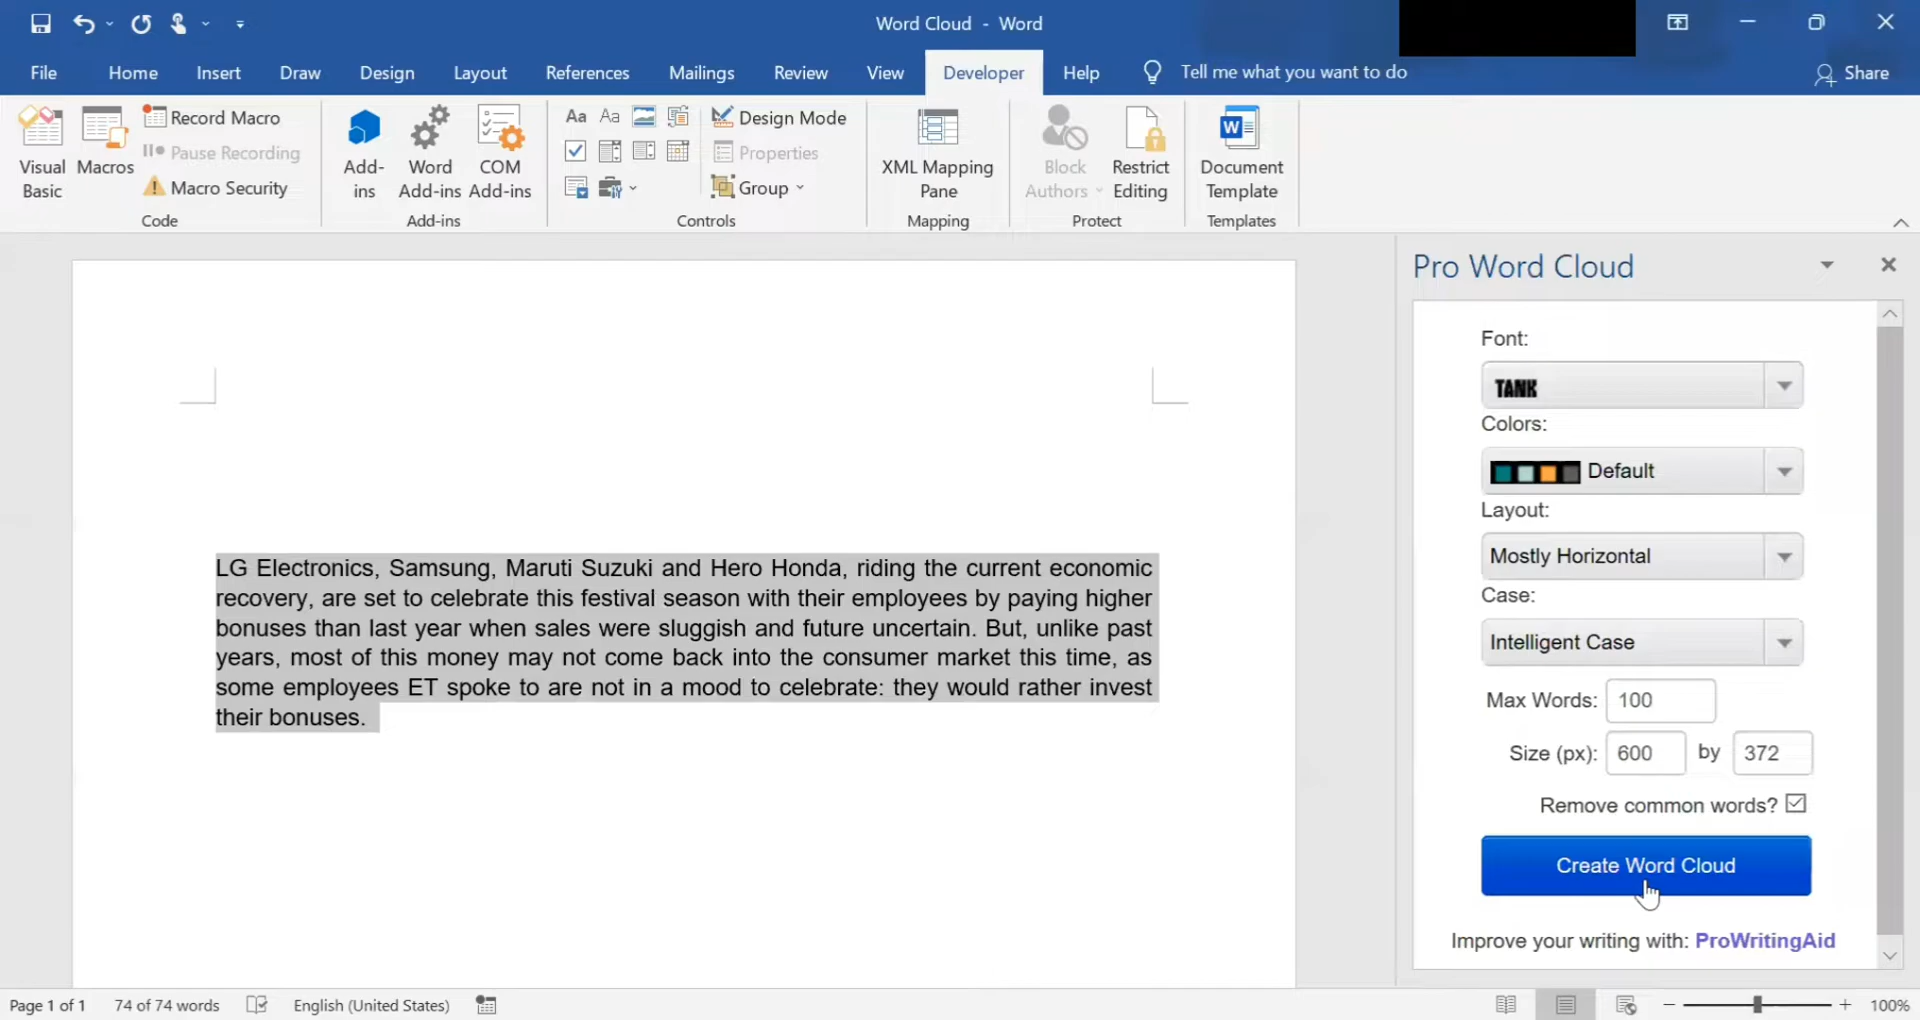 Word Cloud - Word
File Home Insert Draw Design Layout References Mailings Review View Developer Help Tell me what you want to do Share
Visual Basic
Macros
Record Macro
Pause Recording
Macro Security
Code
Add-ins
Word Add-ins
COM Add-ins
Add-ins
Aa Aa
Design Mode
Properties
Group
Controls
XML Mapping Pane
Mapping
Block Authors
Restrict Editing
Protect
W
Document Template
Templates
LG Electronics, Samsung, Maruti Suzuki and Hero Honda, riding the current economic
recovery, are set to celebrate this festival season with their employees by paying higher
bonuses than last year when sales were sluggish and future uncertain. But, unlike past
years, most of this money may not come back into the consumer market this time, as
some employees ET spoke to are not in a mood to celebrate: they would rather invest
their bonuses.
Pro Word Cloud
Font:
TANK
Colors:
Default
Layout:
Mostly Horizontal
Case:
Intelligent Case
Max Words: 100
Size (px): 600 by 372
Remove common words?
Create Word Cloud
Improve your writing with: ProWritingAid
Page 1 of 1 74 of 74 words English (United States) 100%